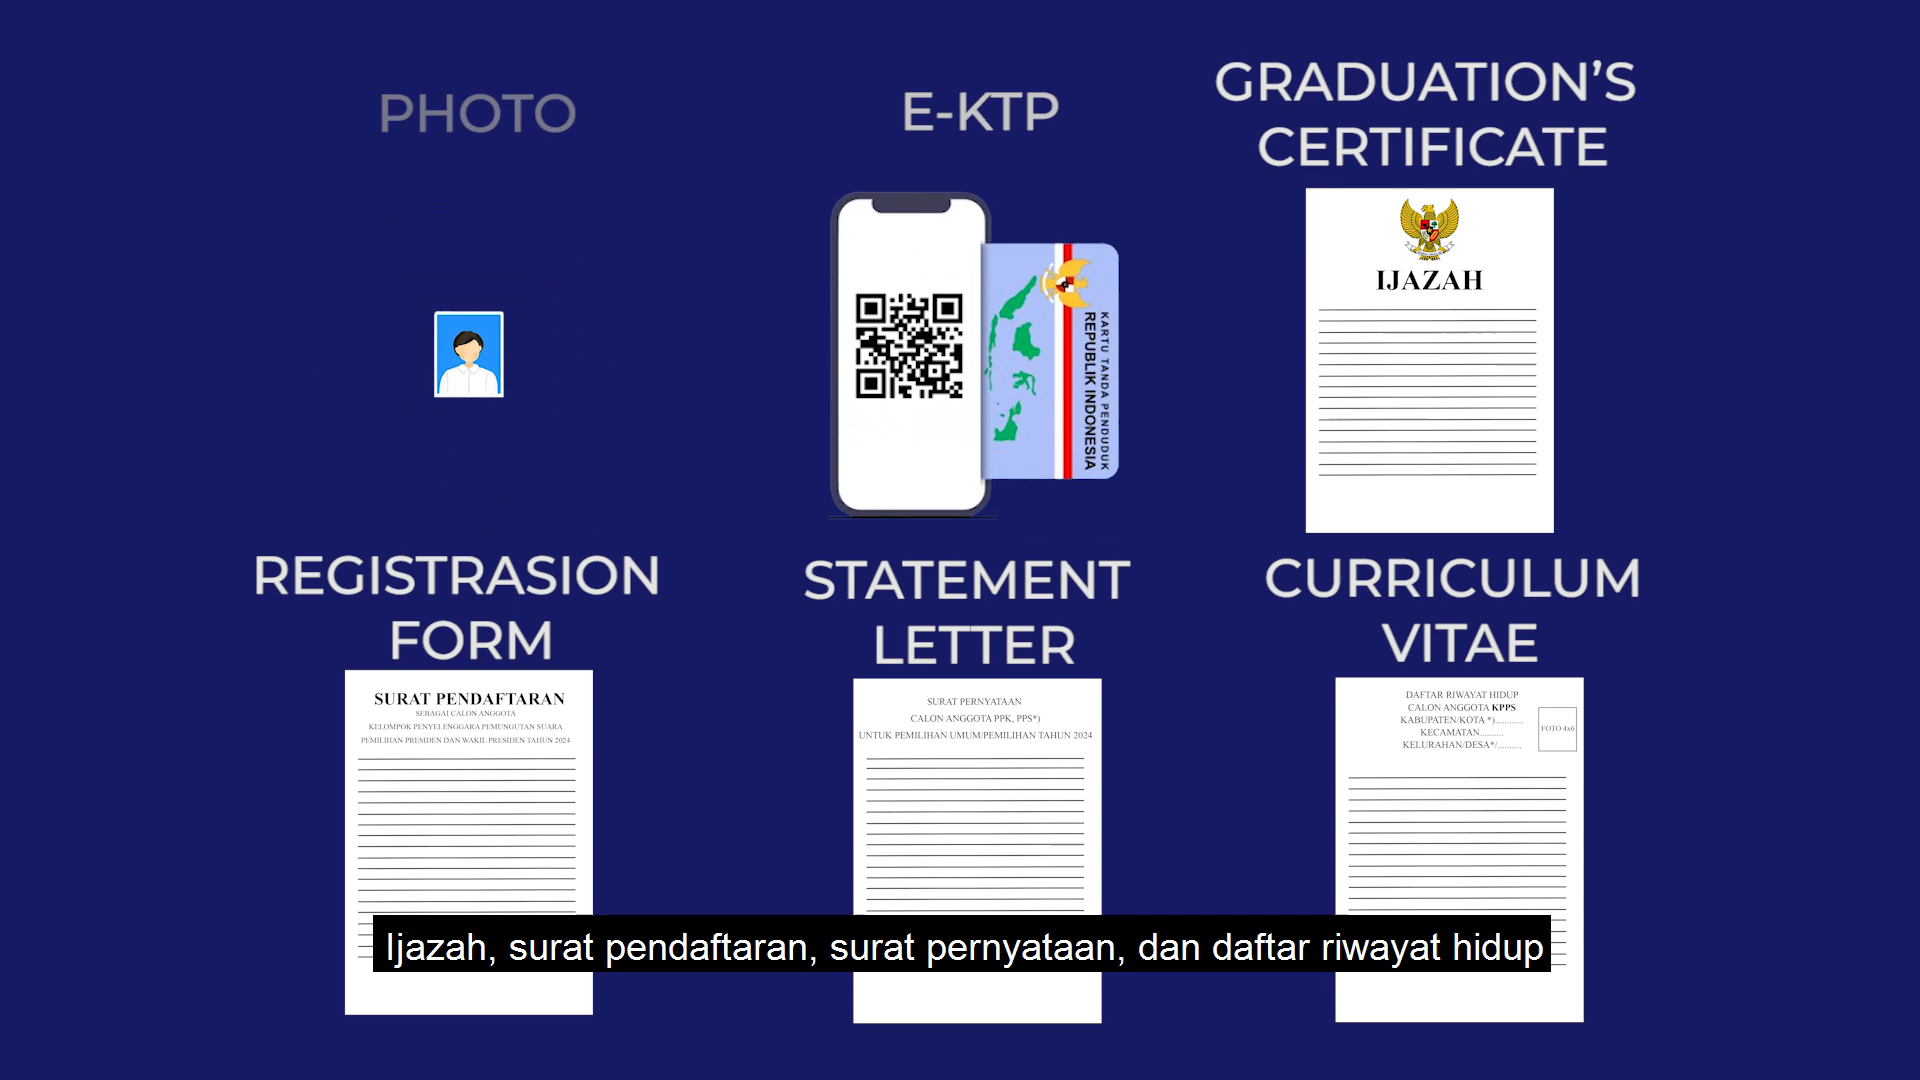 PHOTO
E-KTP
KARTU TANDA PENDUDUK
REPUBLIK INDONESIA
GRADUATION'S
CERTIFICATE
IJAZAH
REGISTRASION
FORM
SURAT PENDAFTARAN
SEBAGAI CALON ANGGOTA
KELOMPOK PENYELENGGARA PEMUNGUTAN SUARA
PEMILIHAN PRESIDEN DAN WAKIL PRESIDEN TAHUN 2024
STATEMENT
LETTER
SURAT PERNYATAAN
CALON ANGGOTA PPK, PPS*)
UNTUK PEMILIHAN UMUM/PEMILIHAN TAHUN 2024
CURRICULUM
VITAE
DAFTAR RIWAYAT HIDUP
CALON ANGGOTA KPPS
KABUPATEN/KOTA *)............
KECAMATAN.........
KELURAHAN/DESA*/..........
FOTO 4x6
Ijazah, surat pendaftaran, surat pernyataan, dan daftar riwayat hidup